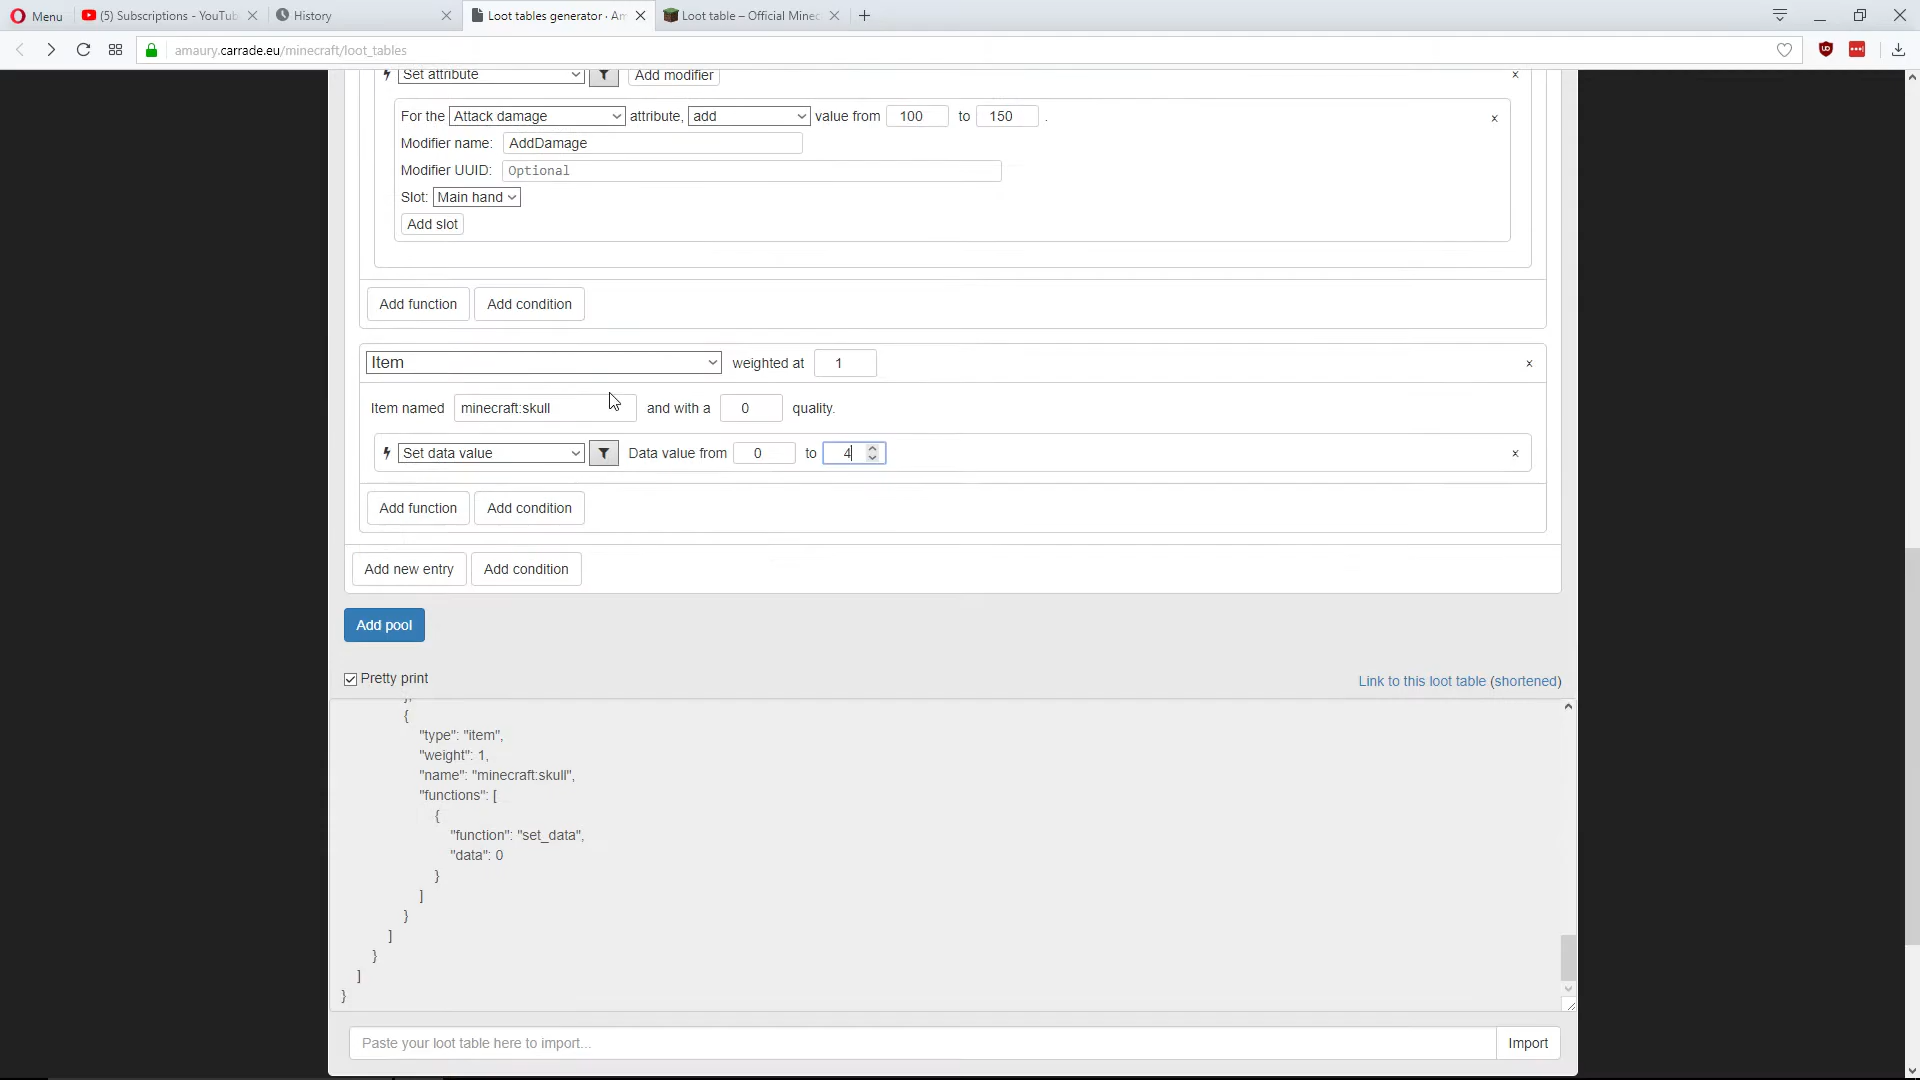 Menu
(5) Subscriptions - YouTub
History
Loot tables generator · Am
Loot table – Official Minec
amaury.carrade.eu/minecraft/loot_tables
Set attribute
Add modifier
x
For the Attack damage attribute, add value from 100 to 150 .
x
Modifier name: AddDamage
Modifier UUID: Optional
Slot: Main hand
Add slot
Add function Add condition
Item weighted at 1
x
Item named minecraft:skull and with a 0 quality.
Set data value Data value from 0 to 4
x
Add function Add condition
Add new entry Add condition
Add pool
Pretty print
Link to this loot table (shortened)
},
{
"type": "item",
"weight": 1,
"name": "minecraft:skull",
"functions": [
{
"function": "set_data",
"data": 0
}
]
}
]
}
]
}
Paste your loot table here to import...
Import